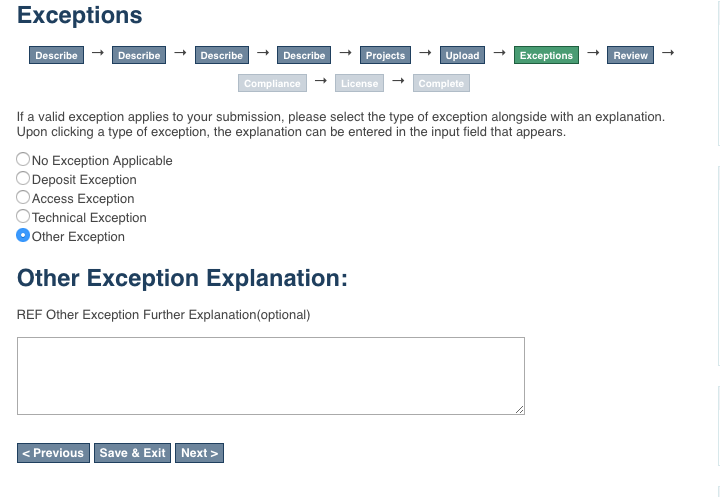 Exceptions
Describe → Describe → Describe → Describe → Projects → Upload → Exceptions → Review →
Compliance → License → Complete
If a valid exception applies to your submission, please select the type of exception alongside with an explanation.
Upon clicking a type of exception, the explanation can be entered in the input field that appears.
No Exception Applicable
Deposit Exception
Access Exception
Technical Exception
Other Exception
Other Exception Explanation:
REF Other Exception Further Explanation(optional)
< Previous Save & Exit Next >